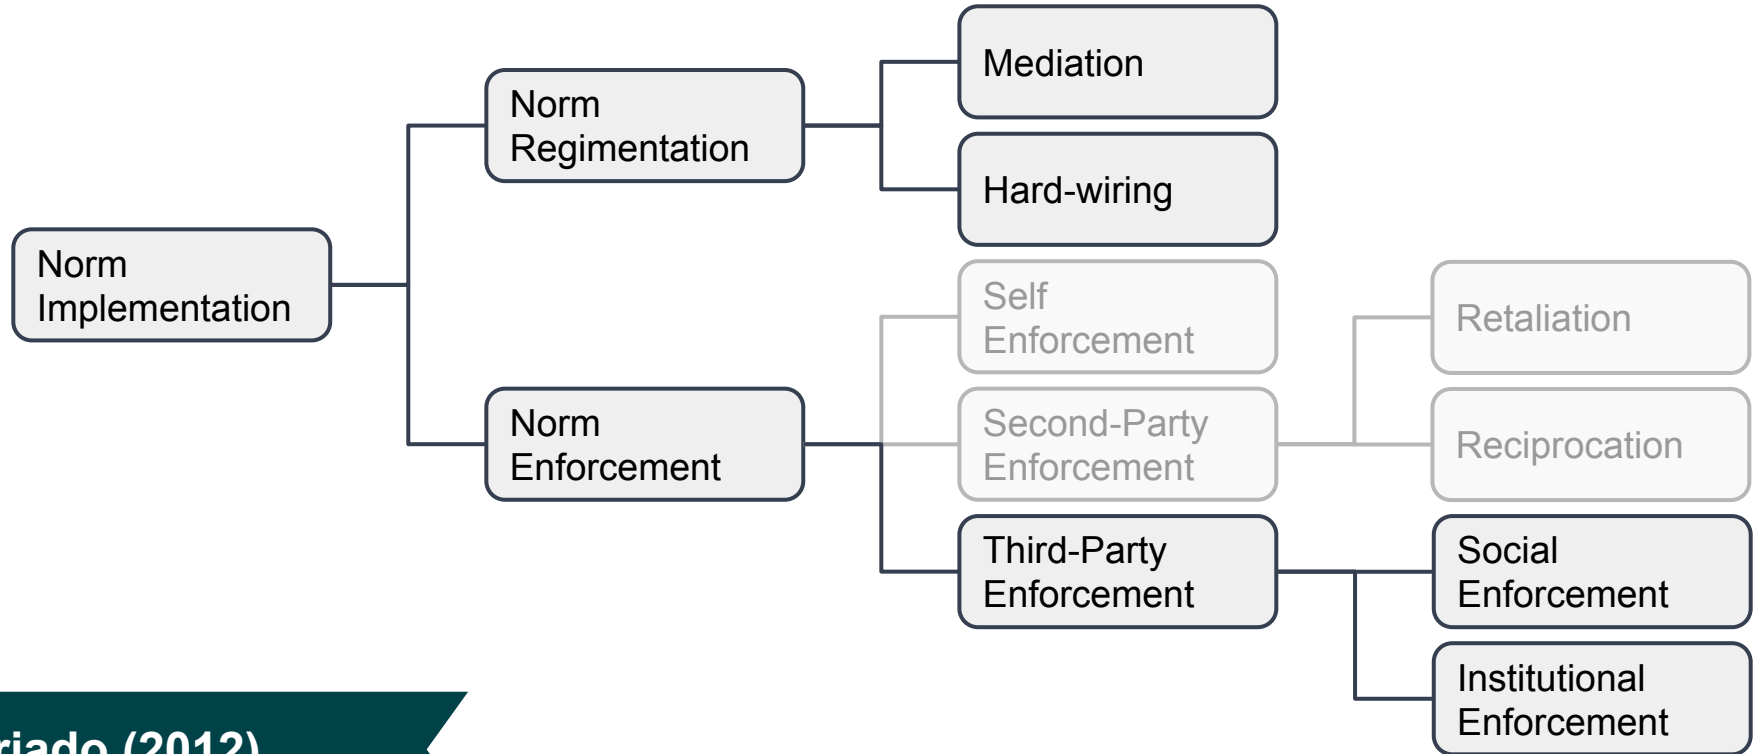 Norm
Implementation
Norm
Regimentation
Mediation
Hard-wiring
Norm
Enforcement
Self
Enforcement
Second-Party
Enforcement
Retaliation
Reciprocation
Third-Party
Enforcement
Social
Enforcement
Institutional
Enforcement
(2012)